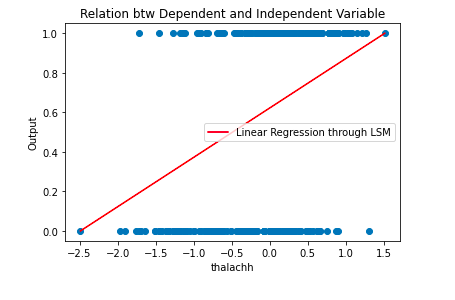 Relation btw Dependent and Independent Variable
1.0
0.8
0.6
0.4
0.2
0.0
Output
Linear Regression through LSM
−2.5 −2.0 −1.5 −1.0 −0.5 0.0 0.5 1.0 1.5
thalachh